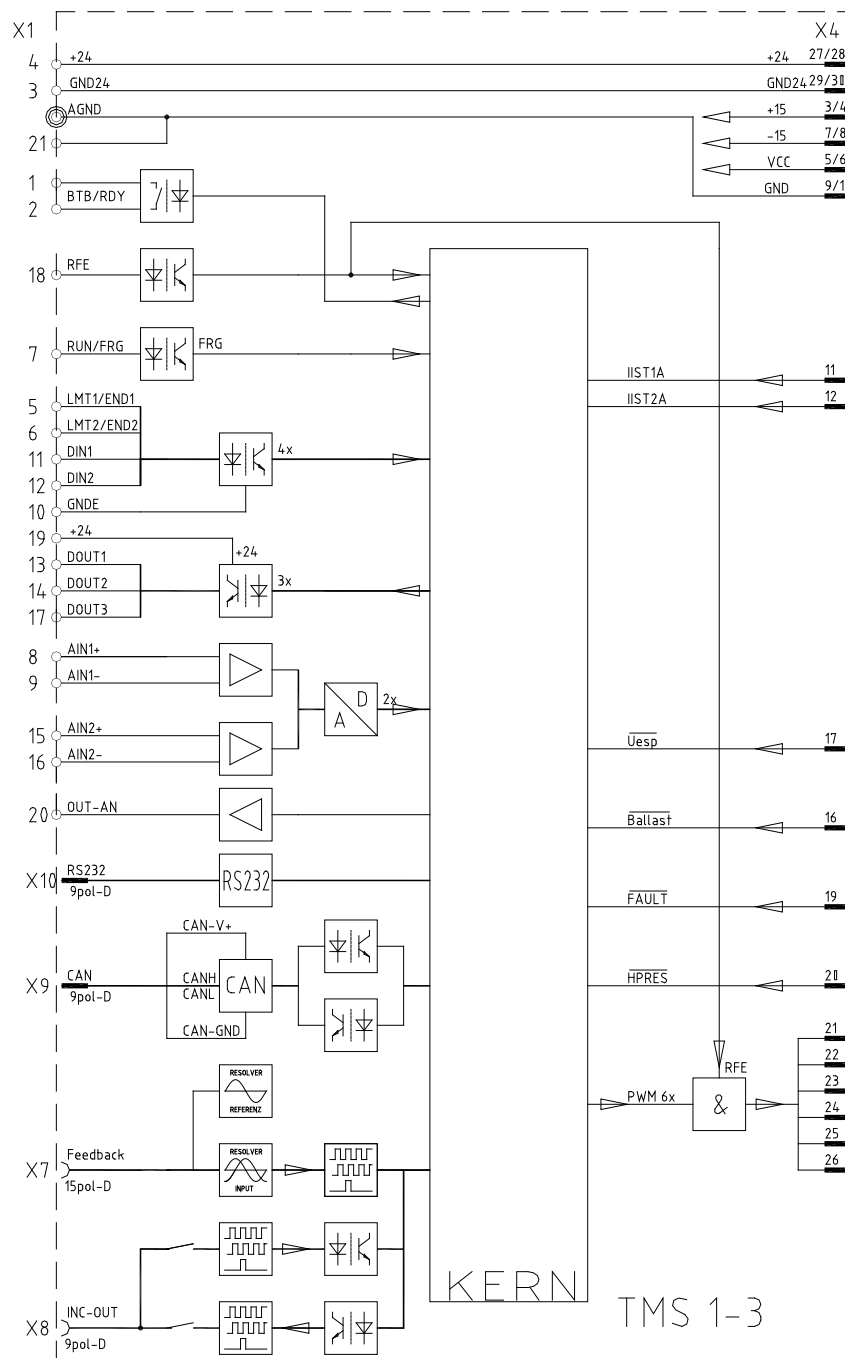 X1 X4
4 +24 +24 27/28
3 GND24 GND24 29/30
AGND +15 3/4
21 -15 7/8
VCC 5/6
1 GND 9/1
2 BTB/RDY
18 RFE
7 RUN/FRG FRG
IIST1A 11
5 LMT1/END1 IIST2A 12
6 LMT2/END2
11 DIN1 4x
12 DIN2
10 GNDE
19 +24
13 DOUT1 +24
14 DOUT2 3x
17 DOUT3
8 AIN1+
9 AIN1-
D 2x
A
15 AIN2+ Uesp 17
16 AIN2-
20 OUT-AN Ballast 16
X10 RS232 RS232
9pol-D
FAULT 19
CAN-V+
X9 CAN CANH CAN HPRES 20
9pol-D CANL
CAN-GND
21
22
RESOLVER RFE
23
REFERENZ PWM 6x &
24
25
X7 Feedback RESOLVER 26
15pol-D INPUT
KERN
X8 INC-OUT TMS 1-3
9pol-D